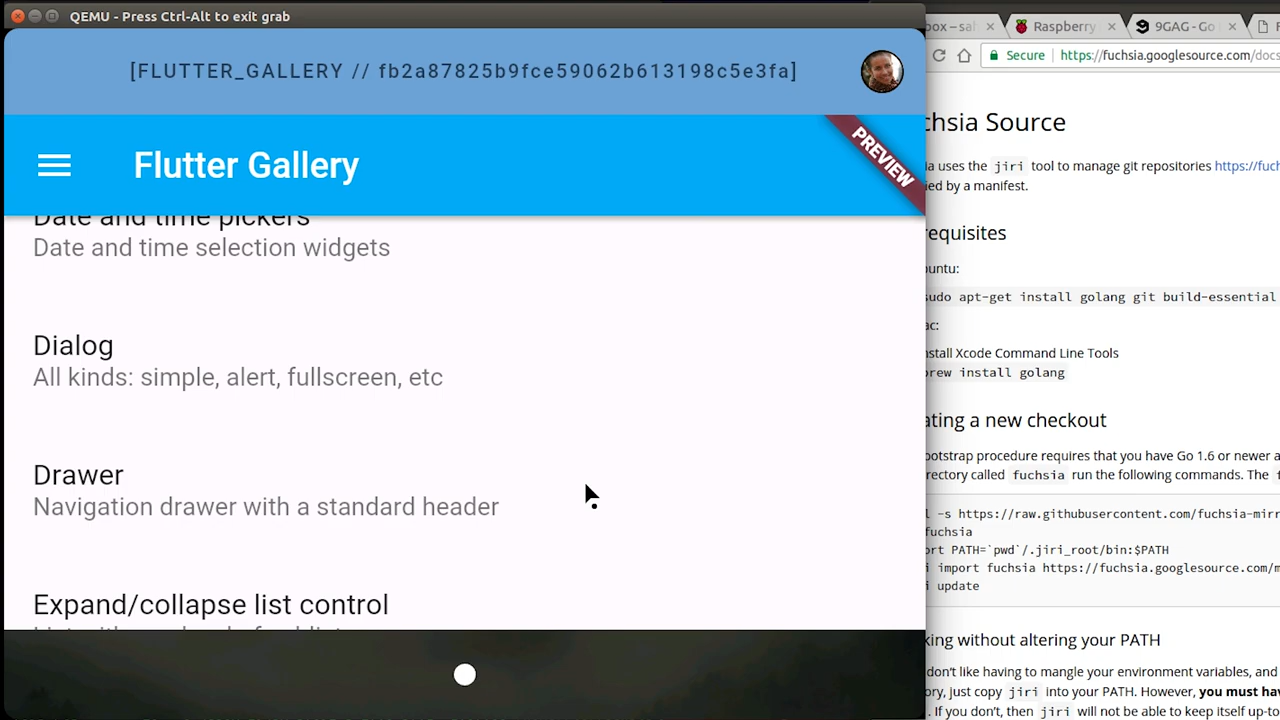 QEMU - Press Ctrl-Alt to exit grab
[FLUTTER_GALLERY // fb2a87825b9fce59062b613198c5e3fa]
Flutter Gallery
PREVIEW
Date and time pickers
Date and time selection widgets
Dialog
All kinds: simple, alert, fullscreen, etc
Drawer
Navigation drawer with a standard header
Expand/collapse list control
Raspberry
9GAG - Go
Secure
https://fuchsia.googlesource.com/docs
chsia Source
uses the jiri tool to manage git repositories https://fuch
ied by a manifest.
requisites
buntu:
sudo apt-get install golang git build-essential
ac:
nstall Xcode Command Line Tools
brew install golang
ating a new checkout
ootstrap procedure requires that you have Go 1.6 or newer a
rectory called fuchsia run the following commands. The f
l -s https://raw.githubusercontent.com/fuchsia-mirr
fuchsia
ort PATH=`pwd`/.jiri_root/bin:$PATH
i import fuchsia https://fuchsia.googlesource.com/m
i update
king without altering your PATH
don't like having to mangle your environment variables, and
ory, just copy jiri into your PATH. However, you must hav
. If you don't, then jiri will not be able to keep itself up-to